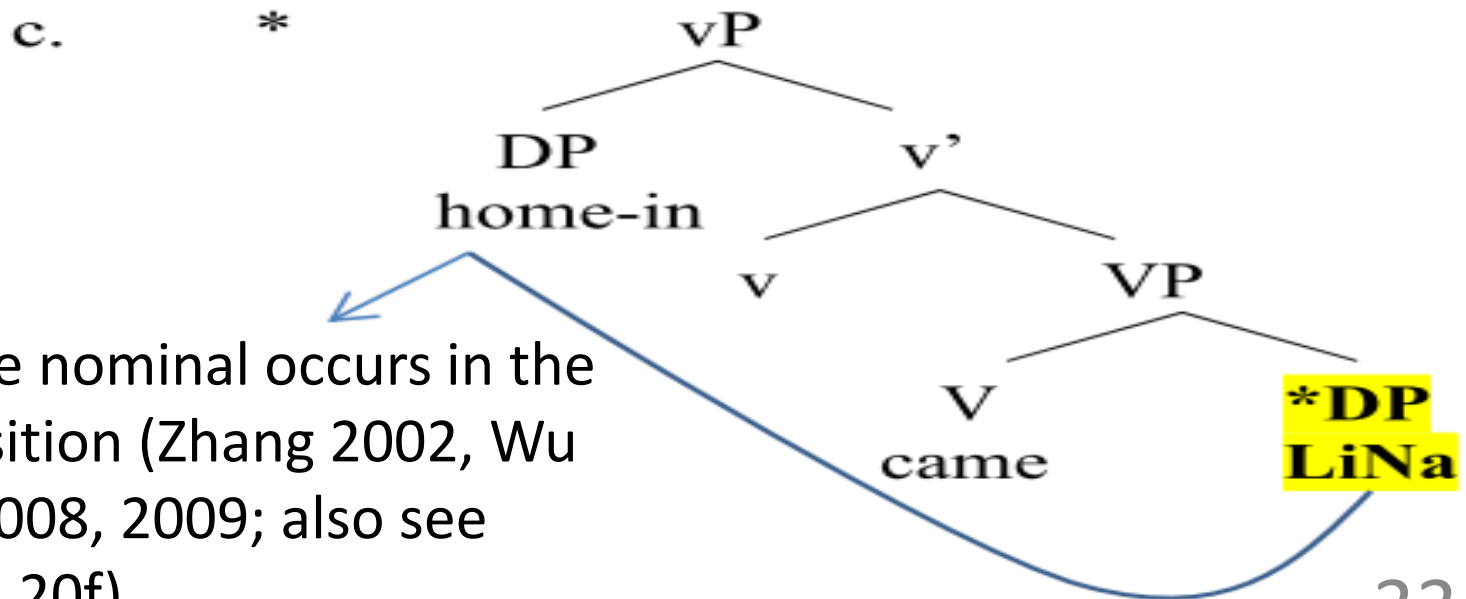 c. * vP
DP v’
home-in
v VP
e nominal occurs in the
sition (Zhang 2002, Wu
V *DP
came LiNa
008, 2009; also see
20f)